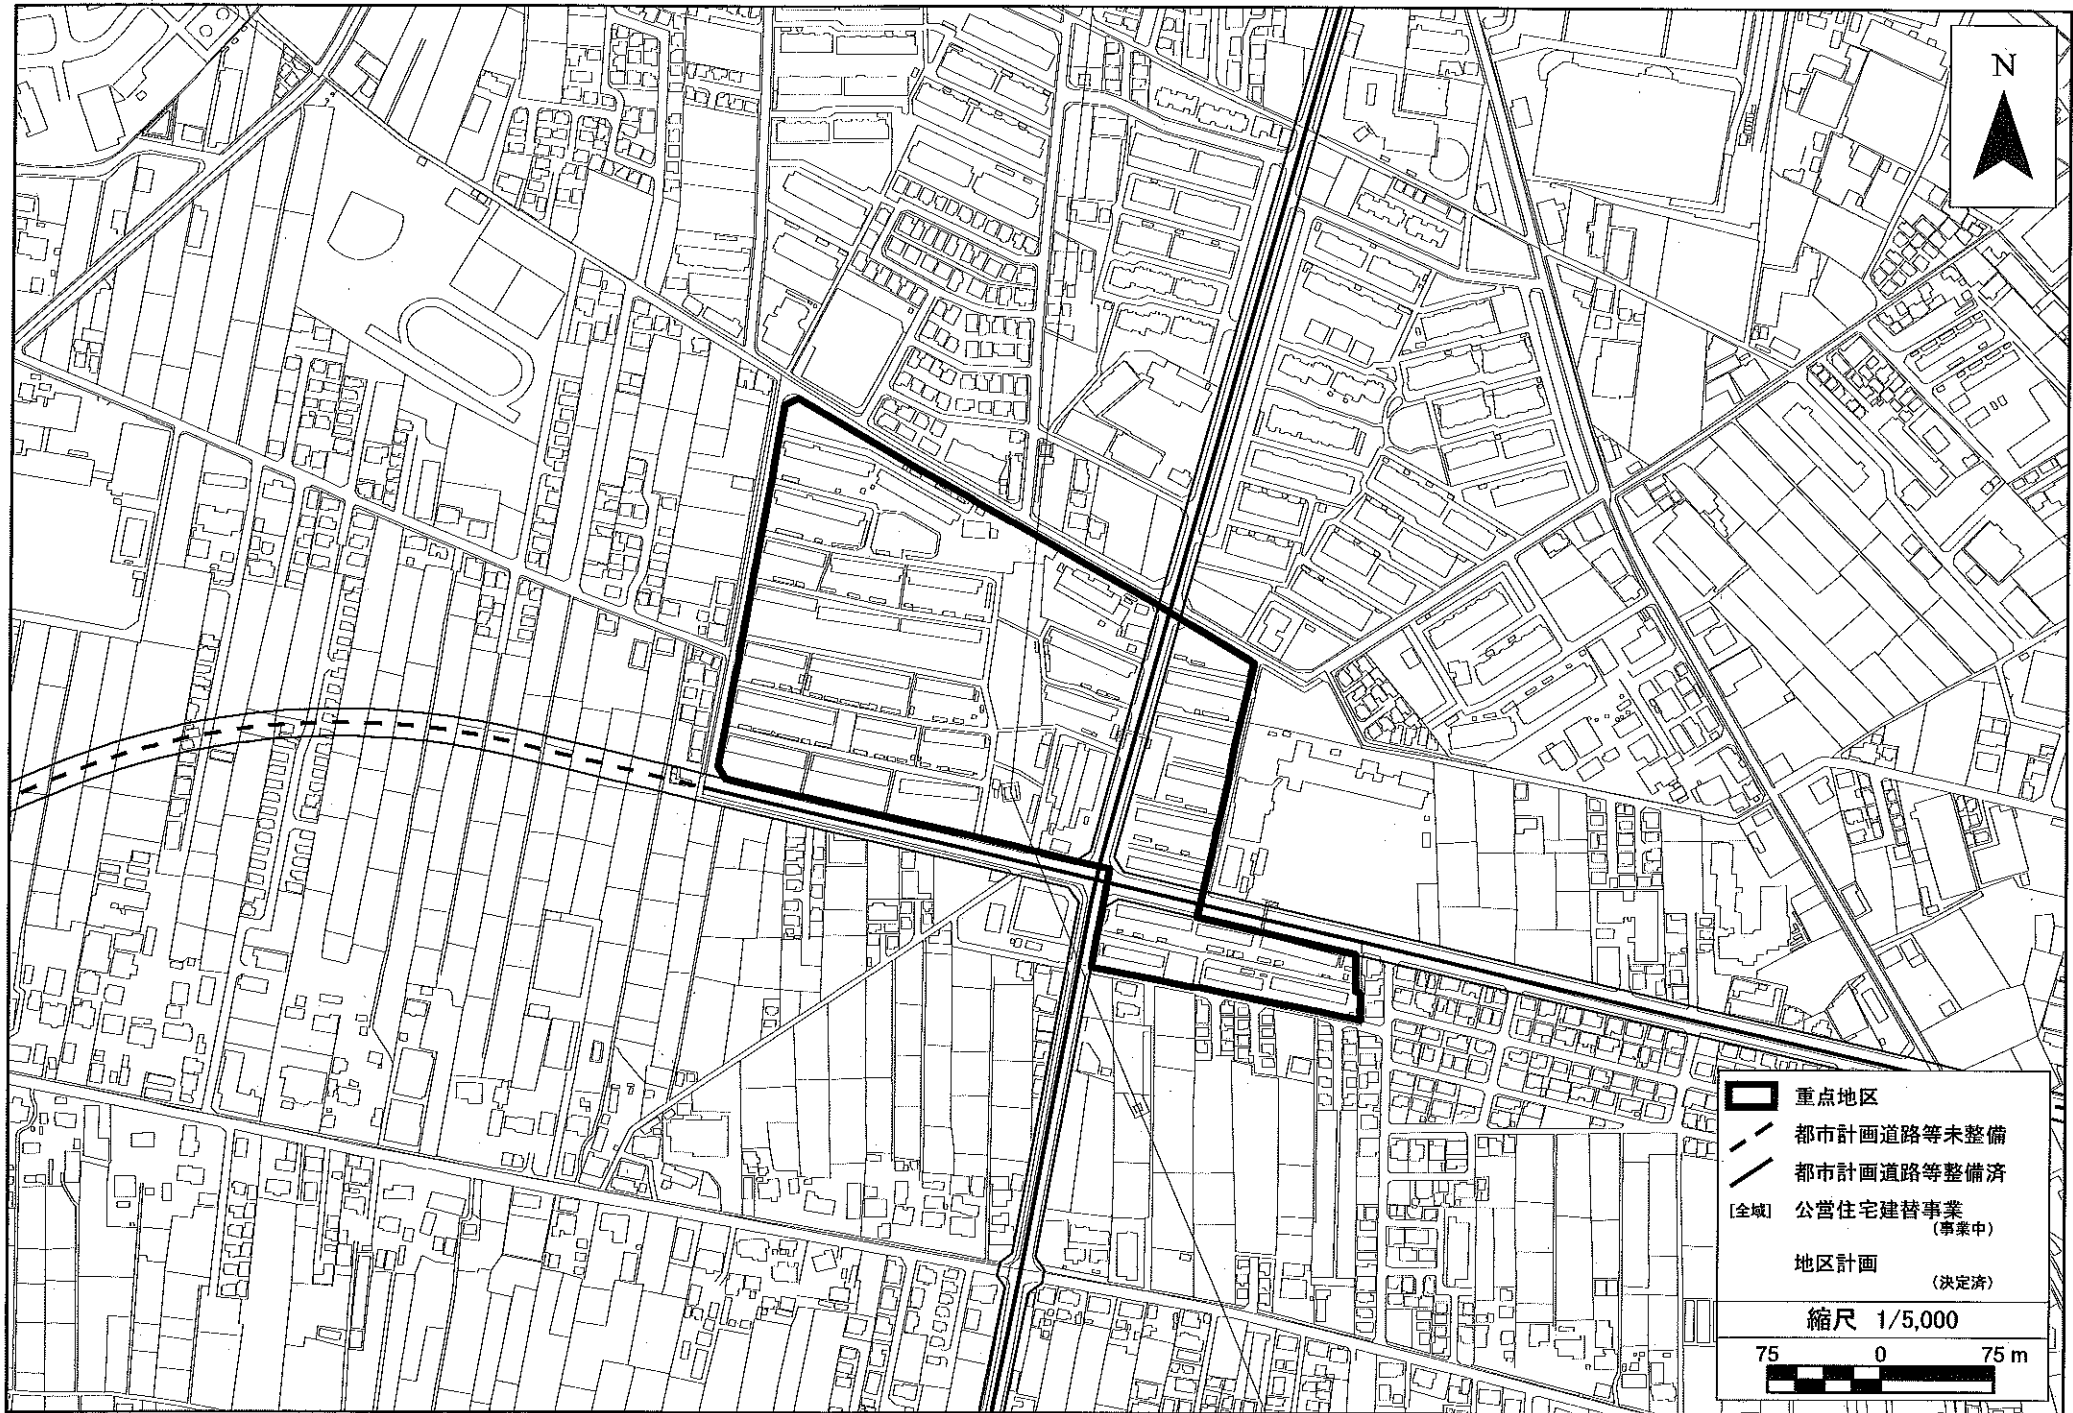 N
重点地区
都市計画道路等未整備
都市計画道路等整備済
[全域] 公営住宅建替事業
(事業中)
地区計画
(決定済)
縮尺 1/5,000
75 0 75 m